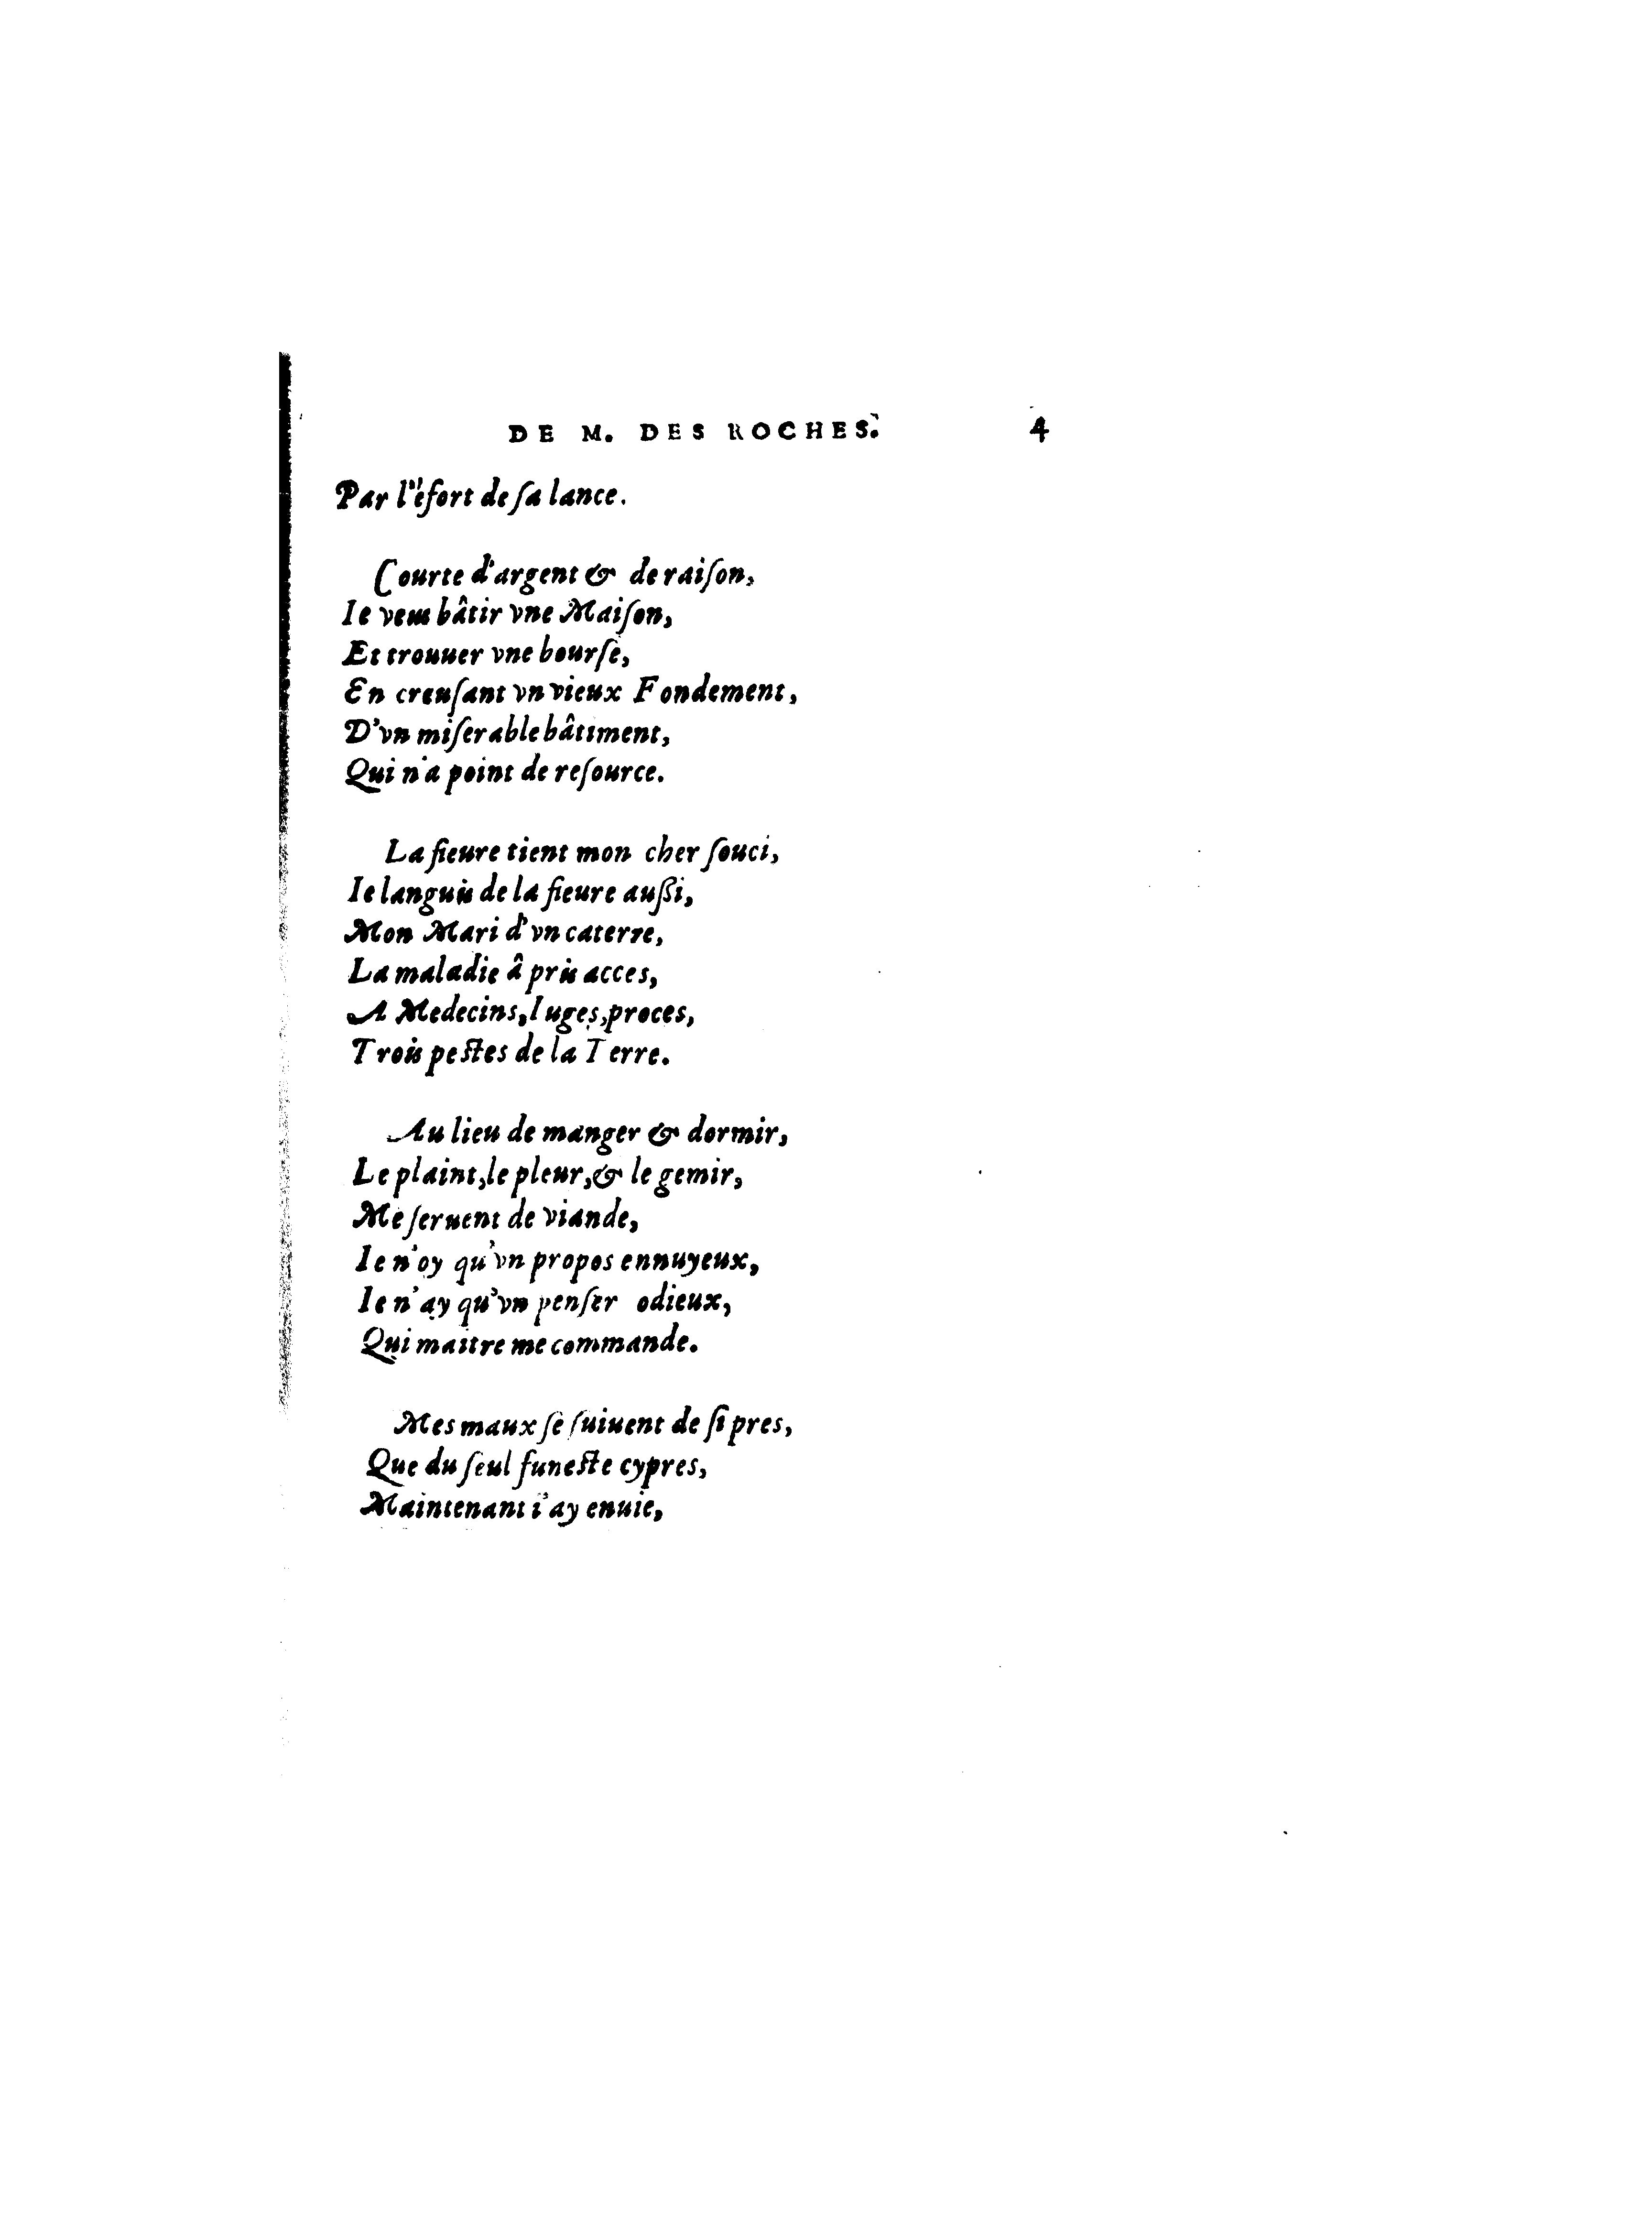 DE M. DES ROCHES. 4
Par l'éfort de ſa lance.
Courte d'argent & de raiſon,
Ie veus bâtir vne Maiſon,
Et trouuer vne bourſe,
En creuſant vn vieux Fondement,
D'vn miſerable bâtiment,
Qui n'a point de reſource.
La fieure tient mon cher ſouci,
Ie languis de la fieure auſsi,
Mon Mari d'vn caterre,
La maladie â pris acces,
A Medecins, Iuges, proces,
Trois peſtes de la Terre.
Au lieu de manger & dormir,
Le plaint, le pleur, & le gemir,
Me ſeruent de viande,
Ie n'oy qu'vn propos ennuyeux,
Ie n'ay qu'vn penſer odieux,
Qui maitre me commande.
Mes maux ſe ſuiuent de ſi pres,
Que du ſeul funeſte cypres,
Maintenant i'ay enuie,